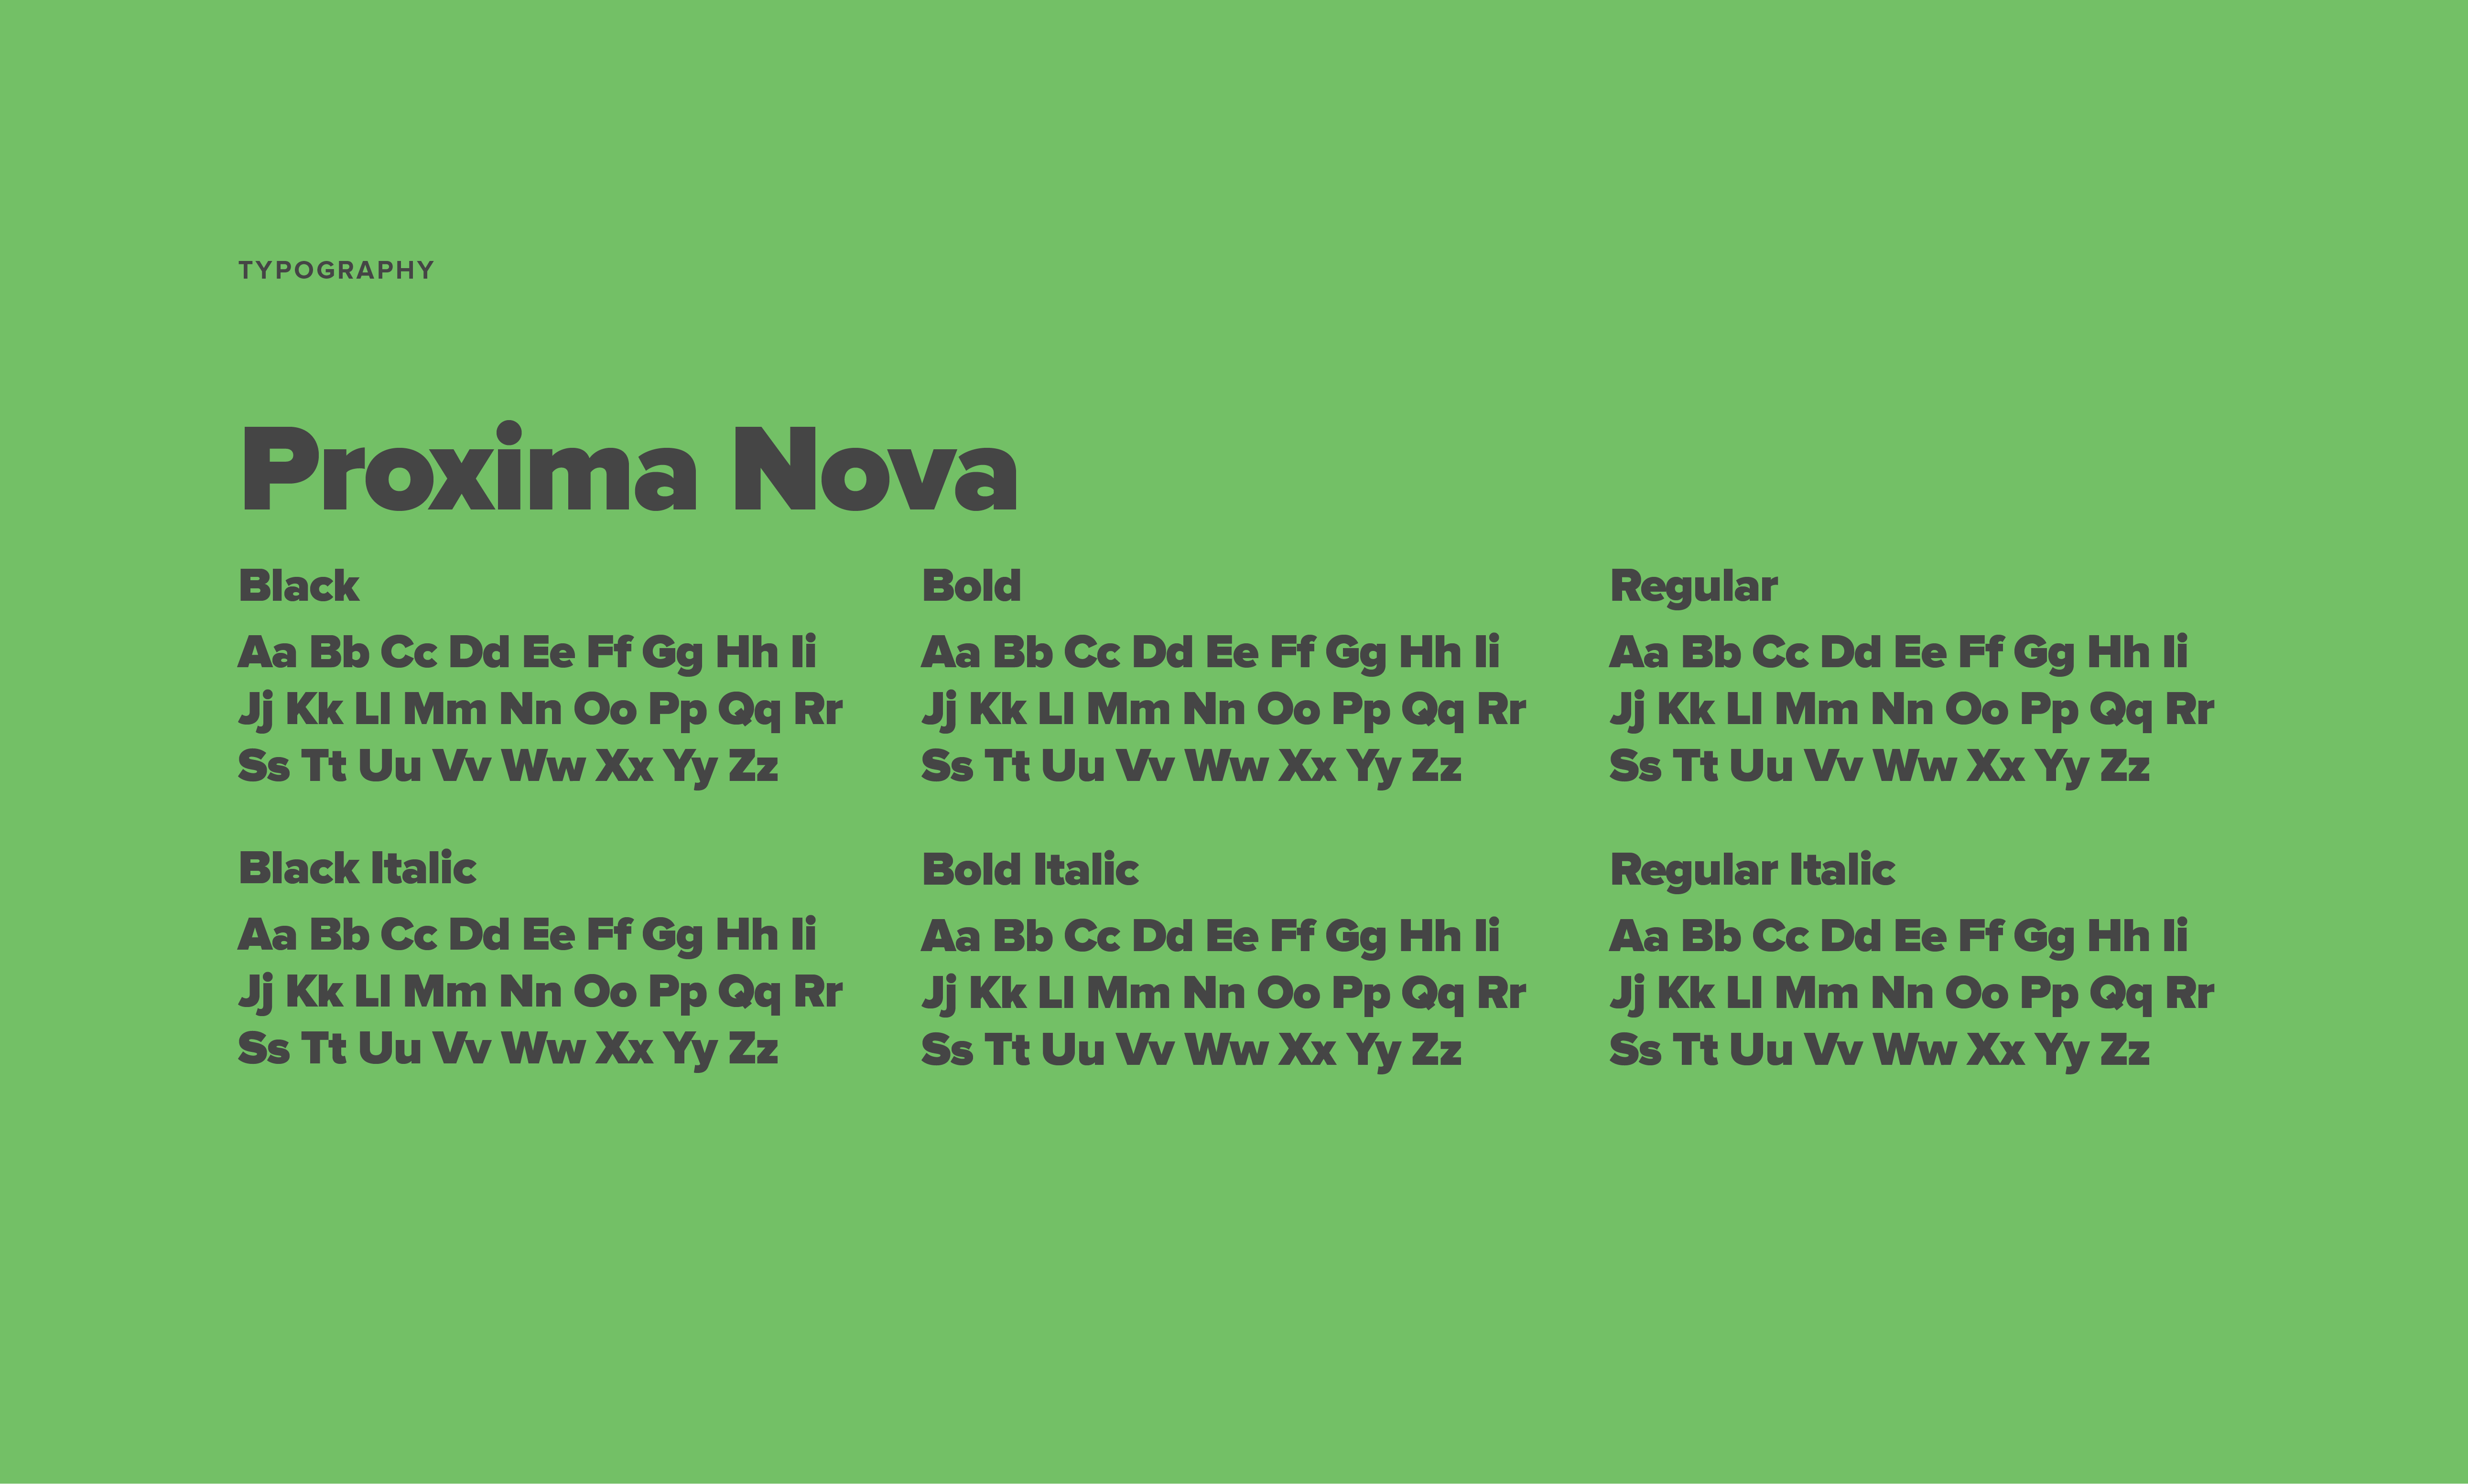 TYPOGRAPHY
Proxima Nova
Black
Aa Bb Cc Dd Ee Ff Gg Hh Ii
Jj Kk Ll Mm Nn Oo Pp Qq Rr
Ss Tt Uu Vv Ww Xx Yy Zz
Bold
Aa Bb Cc Dd Ee Ff Gg Hh Ii
Jj Kk Ll Mm Nn Oo Pp Qq Rr
Ss Tt Uu Vv Ww Xx Yy Zz
Regular
Aa Bb Cc Dd Ee Ff Gg Hh Ii
Jj Kk Ll Mm Nn Oo Pp Qq Rr
Ss Tt Uu Vv Ww Xx Yy Zz
Black Italic
Aa Bb Cc Dd Ee Ff Gg Hh Ii
Jj Kk Ll Mm Nn Oo Pp Qq Rr
Ss Tt Uu Vv Ww Xx Yy Zz
Bold Italic
Aa Bb Cc Dd Ee Ff Gg Hh Ii
Jj Kk Ll Mm Nn Oo Pp Qq Rr
Ss Tt Uu Vv Ww Xx Yy Zz
Regular Italic
Aa Bb Cc Dd Ee Ff Gg Hh Ii
Jj Kk Ll Mm Nn Oo Pp Qq Rr
Ss Tt Uu Vv Ww Xx Yy Zz